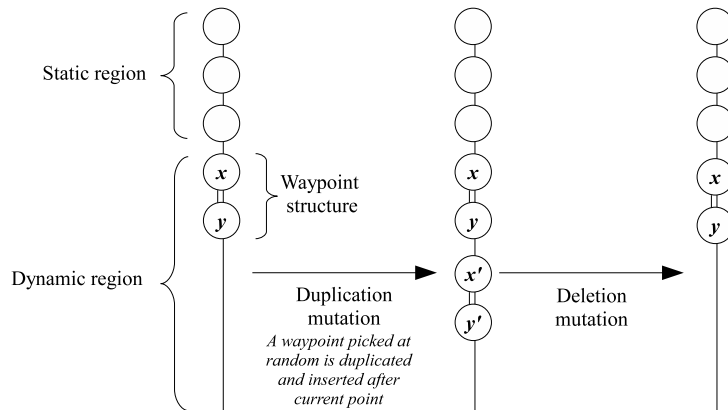 Static region
x
x
x
Waypoint
structure
y
y
y
Dynamic region
x'
Duplication
mutation
Deletion
mutation
y'
A waypoint picked at
random is duplicated
and inserted after
current point